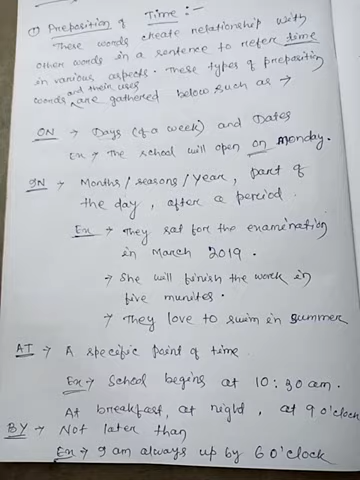 ① Preposition of Time :-
These words create relationship with
other words in a sentence to refere time
in various aspects. These types of preposition
words and their uses are gathered below such as →
ON → Days (of a week) and Dates
Ex → The school will open on Monday.
IN → Months/seasons/year, part of
the day, after a period.
Ex → They sat for the examination
in March 2019.
→ She will finish the work in
five munites.
→ They love to swim in summer
AT → A specific point of time.
Ex → School begins at 10:30 am.
At breakfast, at night, at 9 o'clock
BY → Not later than
Ex → I am always up by 6 o'clock